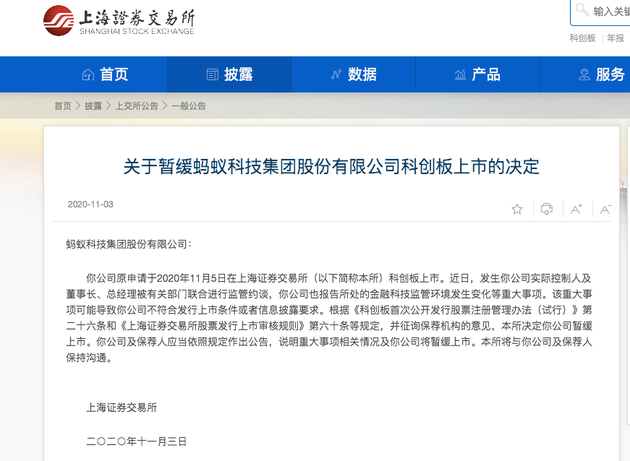 上海證券交易所
SHANGHAI STOCK EXCHANGE
输入关键
科创板 | 年报
首页 披露 数据 产品 服务
首页 > 披露 > 上交所公告 > 一般公告
关于暂缓蚂蚁科技集团股份有限公司科创板上市的决定
2020-11-03
A+ A-
蚂蚁科技集团股份有限公司：
你公司原申请于2020年11月5日在上海证券交易所（以下简称本所）科创板上市。近日，发生你公司实际控制人及
董事长、总经理被有关部门联合进行监管约谈，你公司也报告所处的金融科技监管环境发生变化等重大事项。该重大事
项可能导致你公司不符合发行上市条件或者信息披露要求。根据《科创板首次公开发行股票注册管理办法（试行）》第
二十六条和《上海证券交易所股票发行上市审核规则》第六十条等规定，并征询保荐机构的意见，本所决定你公司暂缓
上市。你公司及保荐人应当依照规定作出公告，说明重大事项相关情况及你公司将暂缓上市。本所将与你公司及保荐人
保持沟通。
上海证券交易所
二〇二〇年十一月三日